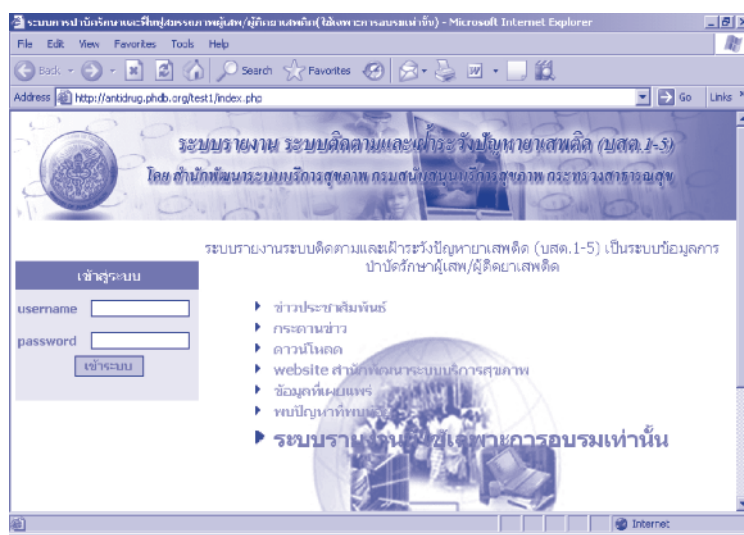 ระบบการบำบัดรักษาและฟื้นฟูสมรรถภาพผู้เสพ/ผู้ติดยาเสพติด(ใช้เฉพาะการอบรมเท่านั้น) - Microsoft Internet Explorer
File Edit View Favorites Tools Help
Back Search Favorites
Address http://antidrug.phdb.org/test1/index.php Go Links
ระบบรายงาน ระบบติดตามและเฝ้าระวังปัญหายาเสพติด (บสต.1-5)
โดย สำนักพัฒนาระบบบริการสุขภาพ กรมสนับสนุนบริการสุขภาพ กระทรวงสาธารณสุข
ระบบรายงานระบบติดตามและเฝ้าระวังปัญหายาเสพติด (บสต.1-5) เป็นระบบข้อมูลการ
บำบัดรักษาผู้เสพ/ผู้ติดยาเสพติด
เข้าสู่ระบบ
username
password
เข้าระบบ
ข่าวประชาสัมพันธ์
กระดานข่าว
ดาวน์โหลด
website สำนักพัฒนาระบบบริการสุขภาพ
ข้อมูลที่เผยแพร่
พบปัญหาที่พบ
ระบบรายงานนี้ใช้เฉพาะการอบรมเท่านั้น
Internet